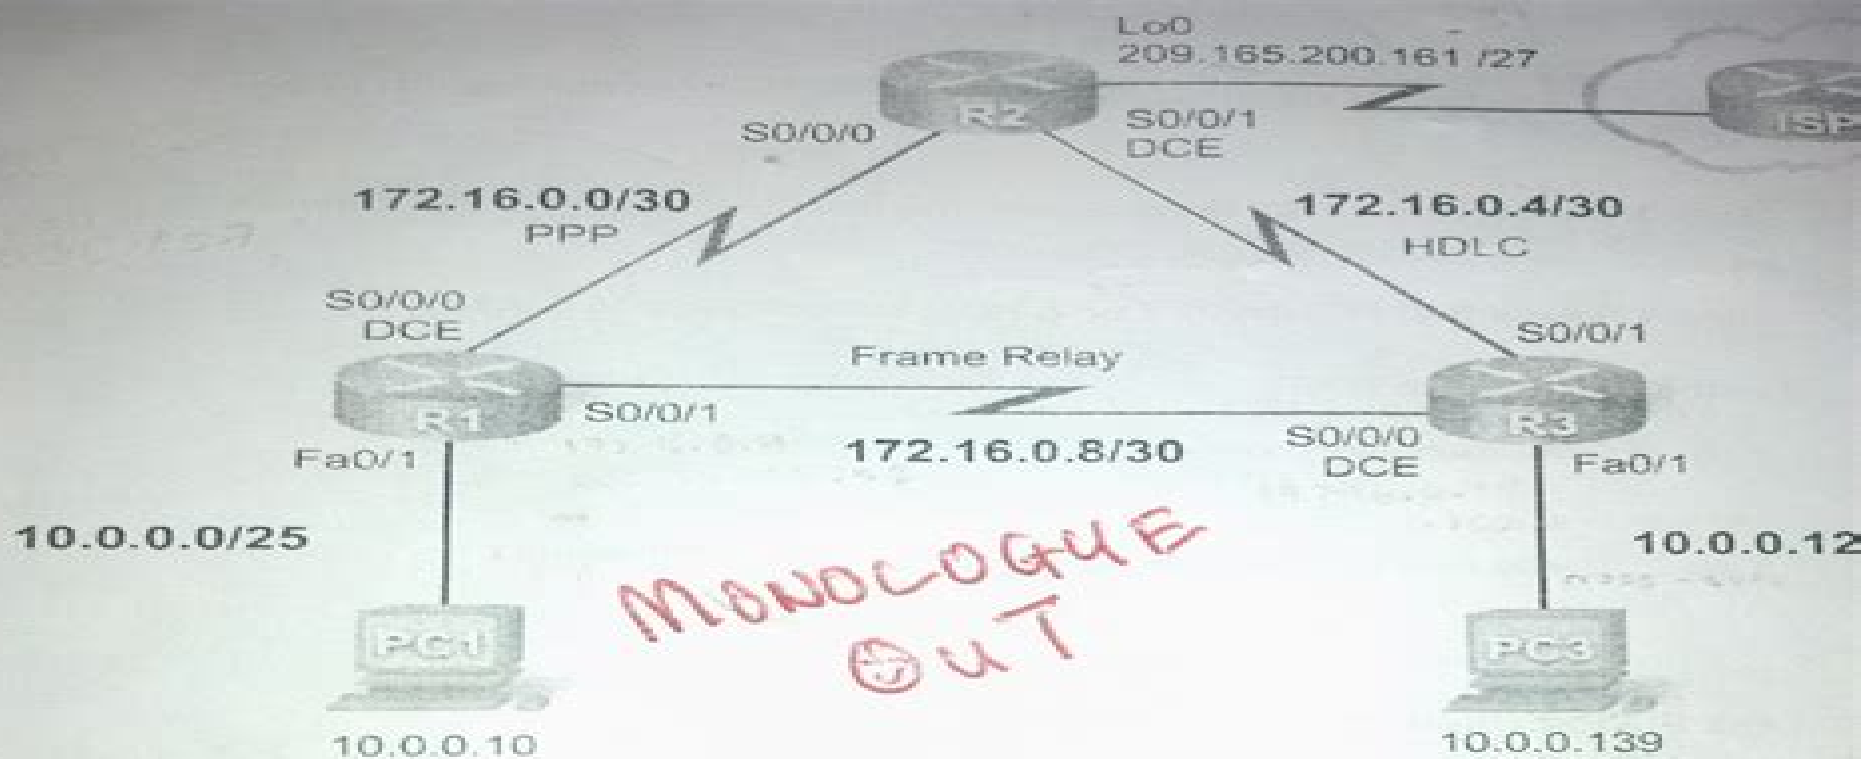 Lo0
209.165.200.161 /27
R2
S0/0/0
S0/0/1
DCE
ISP
172.16.0.0/30
PPP
172.16.0.4/30
HDLC
S0/0/0
DCE
S0/0/1
Frame Relay
R1
S0/0/1
R3
Fa0/1
172.16.0.8/30
S0/0/0
DCE
Fa0/1
10.0.0.0/25
10.0.0.12
MONOLOGUE
OUT
PC1
PC3
10.0.0.10
10.0.0.139